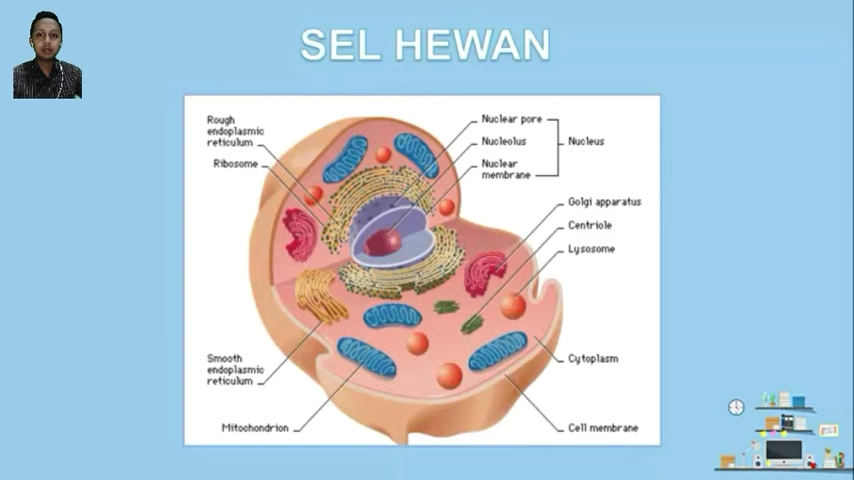 SEL HEWAN
Rough
endoplasmic
reticulum
Ribosome
Nuclear pore
Nucleolus
Nuclear
membrane
Nucleus
Golgi apparatus
Centriole
Lysosome
Smooth
endoplasmic
reticulum
Mitochondrion
Cytoplasm
Cell membrane